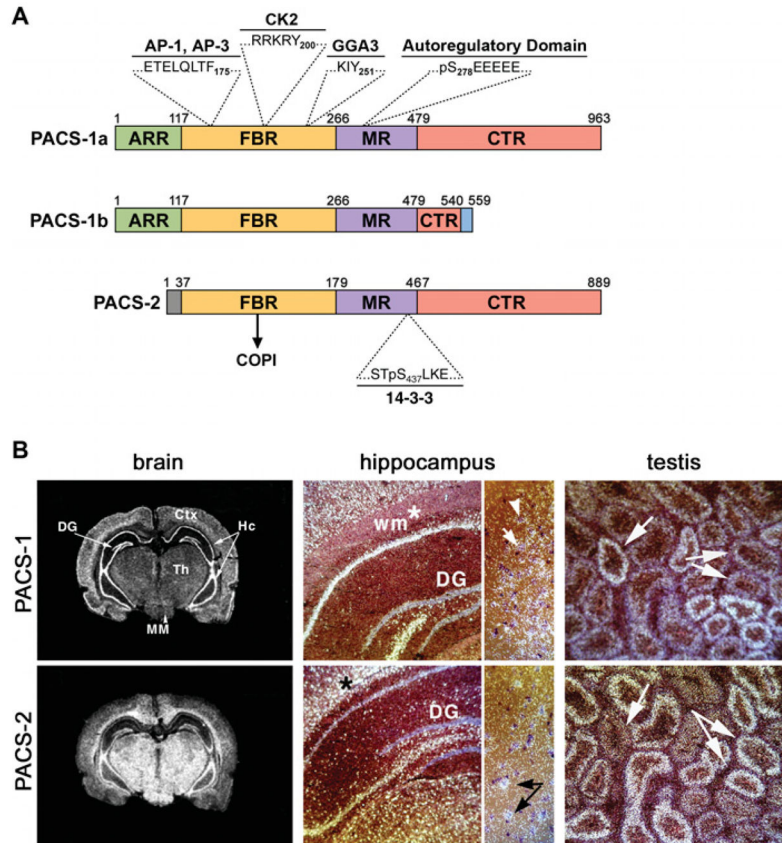 A
CK2
AP-1, AP-3 RRKRY200 GGA3 Autoregulatory Domain
ETELQLTF175 KIY251 pS278EEEEE
1 117 266 479 963
PACS-1a ARR FBR MR CTR
1 117 266 479 540 559
PACS-1b ARR FBR MR CTR
1 37 179 467 889
PACS-2 FBR MR CTR
COPI
STpS437LKE
14-3-3
B
brain hippocampus testis
PACS-1
Ctx
DG Hc
Th
MM
wm *
DG
PACS-2
*
DG